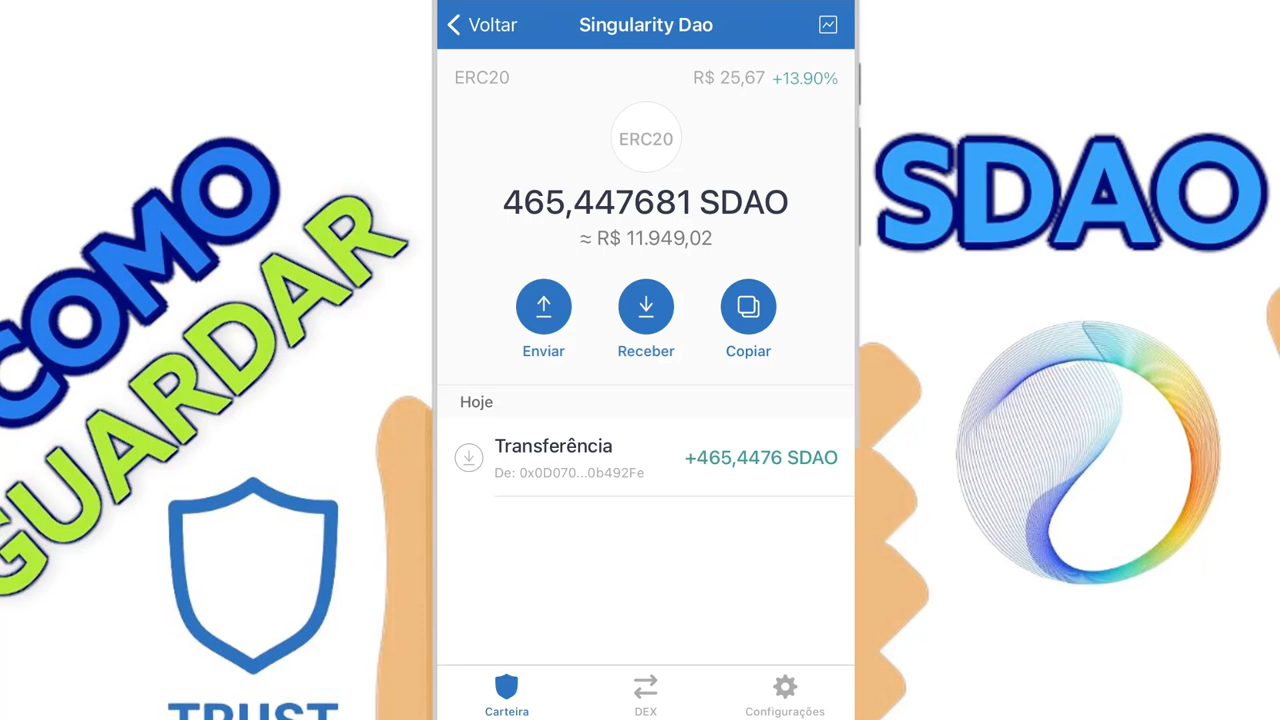 COMO
GUARDAR
TRUST
Voltar
Singularity Dao
ERC20
R$ 25,67 +13.90%
ERC20
465,447681 SDAO
≈ R$ 11.949,02
Enviar
Receber
Copiar
Hoje
Transferência
+465,4476 SDAO
De: 0x0D070...0b492Fe
Carteira
DEX
Configurações
SDAO